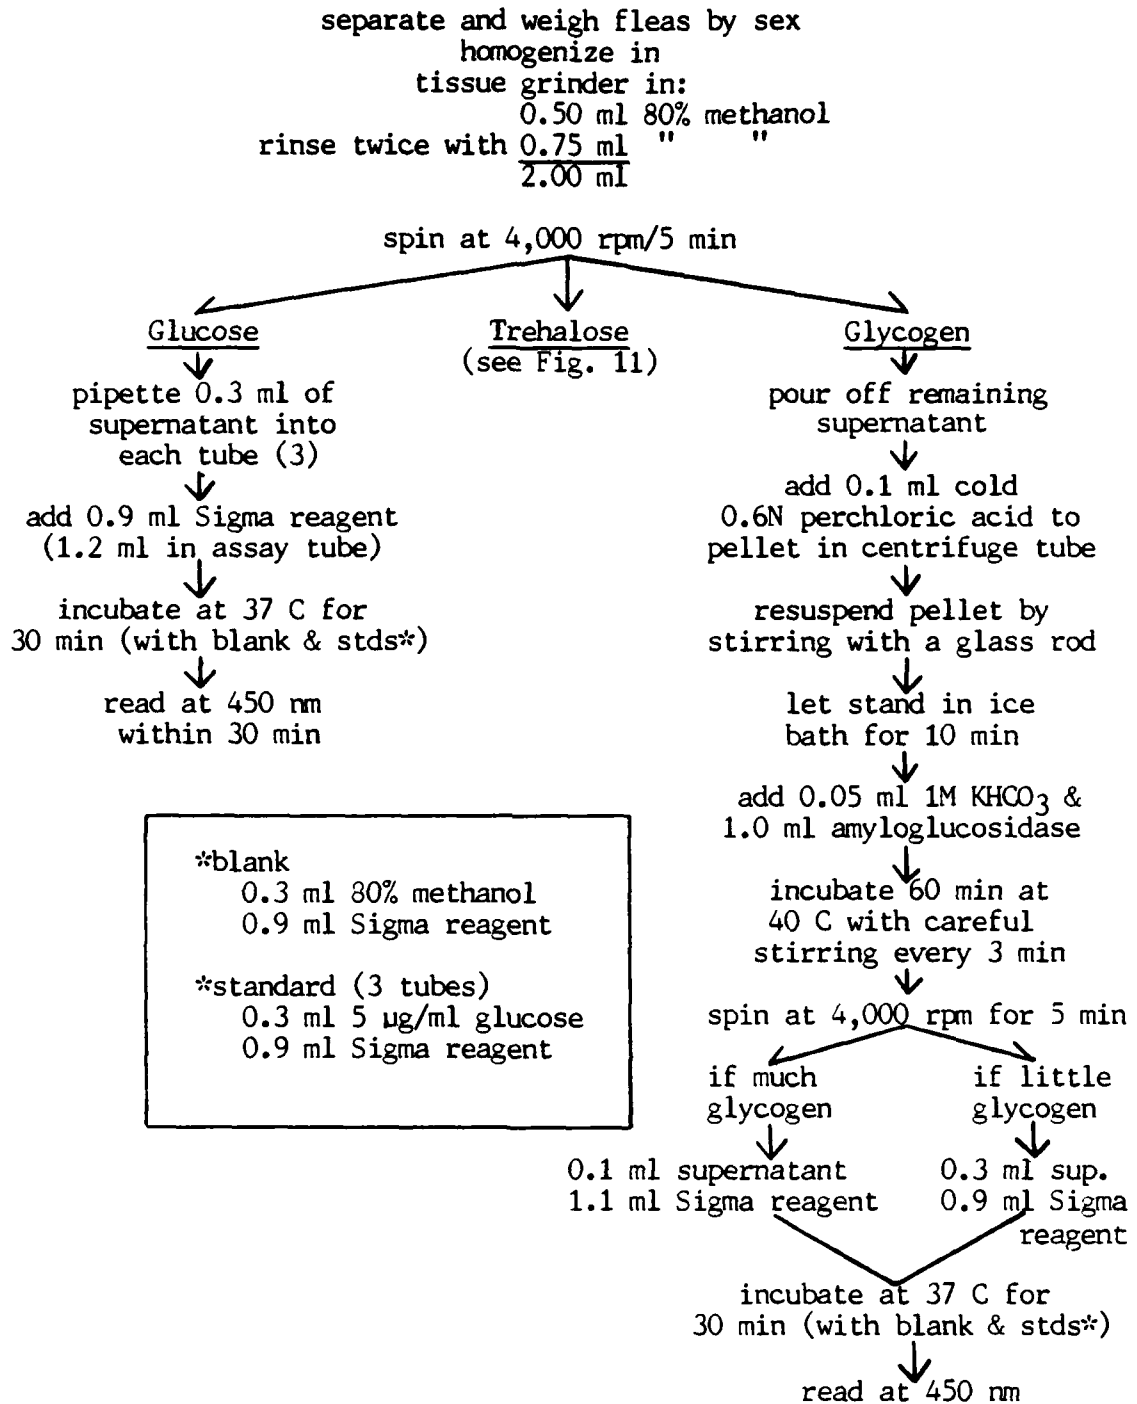 separate and weigh fleas by sex
homogenize in
tissue grinder in:
0.50 ml 80% methanol
rinse twice with 0.75 ml " "
2.00 ml
spin at 4,000 rpm/5 min
Glucose
pipette 0.3 ml of
supernatant into
each tube (3)
add 0.9 ml Sigma reagent
(1.2 ml in assay tube)
incubate at 37 C for
30 min (with blank & stds*)
read at 450 nm
within 30 min
Trehalose
(see Fig. 11)
Glycogen
pour off remaining
supernatant
add 0.1 ml cold
0.6N perchloric acid to
pellet in centrifuge tube
resuspend pellet by
stirring with a glass rod
let stand in ice
bath for 10 min
add 0.05 ml 1M KHCO3 &
1.0 ml amyloglucosidase
incubate 60 min at
40 C with careful
stirring every 3 min
spin at 4,000 rpm for 5 min
if much
glycogen
0.1 ml supernatant
1.1 ml Sigma reagent
if little
glycogen
0.3 ml sup.
0.9 ml Sigma
reagent
incubate at 37 C for
30 min (with blank & stds*)
read at 450 nm
*blank
0.3 ml 80% methanol
0.9 ml Sigma reagent
*standard (3 tubes)
0.3 ml 5 µg/ml glucose
0.9 ml Sigma reagent